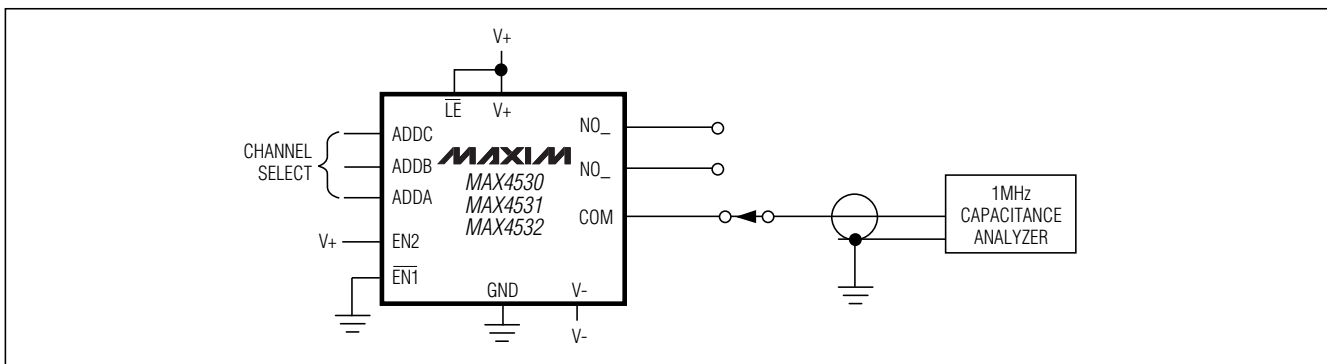 V+
LE
V+
ADDC
ADDB
ADDA
CHANNEL
SELECT
MAXIM
MAX4530
MAX4531
MAX4532
NO_
NO_
COM
V+
EN2
EN1
GND
V-
V-
1MHz
CAPACITANCE
ANALYZER